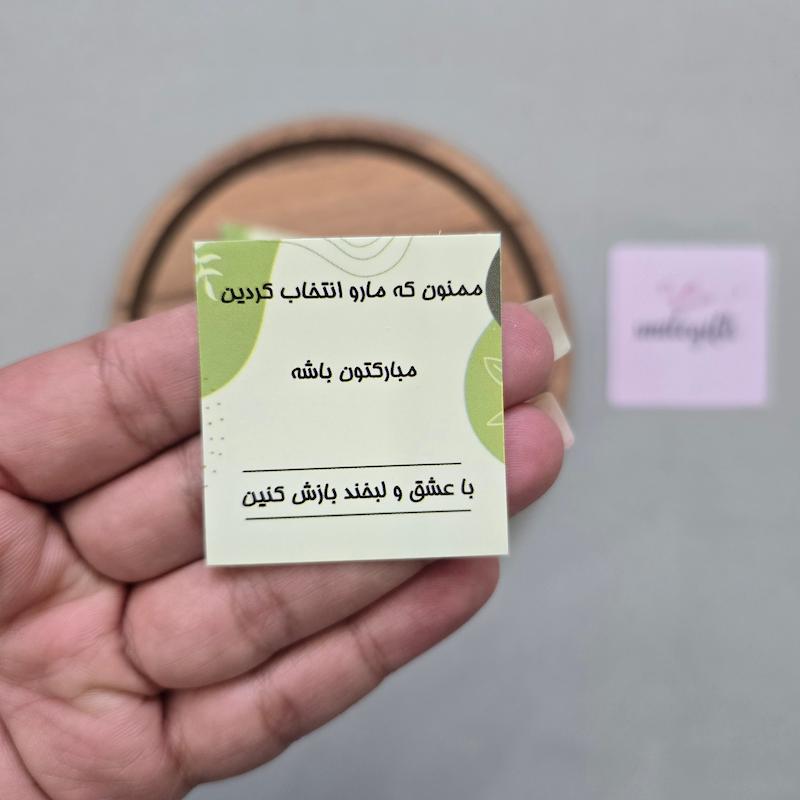 ممنون که مارو انتخاب کردین
مبارکتون باشه
با عشق و لبخند بازش کنین